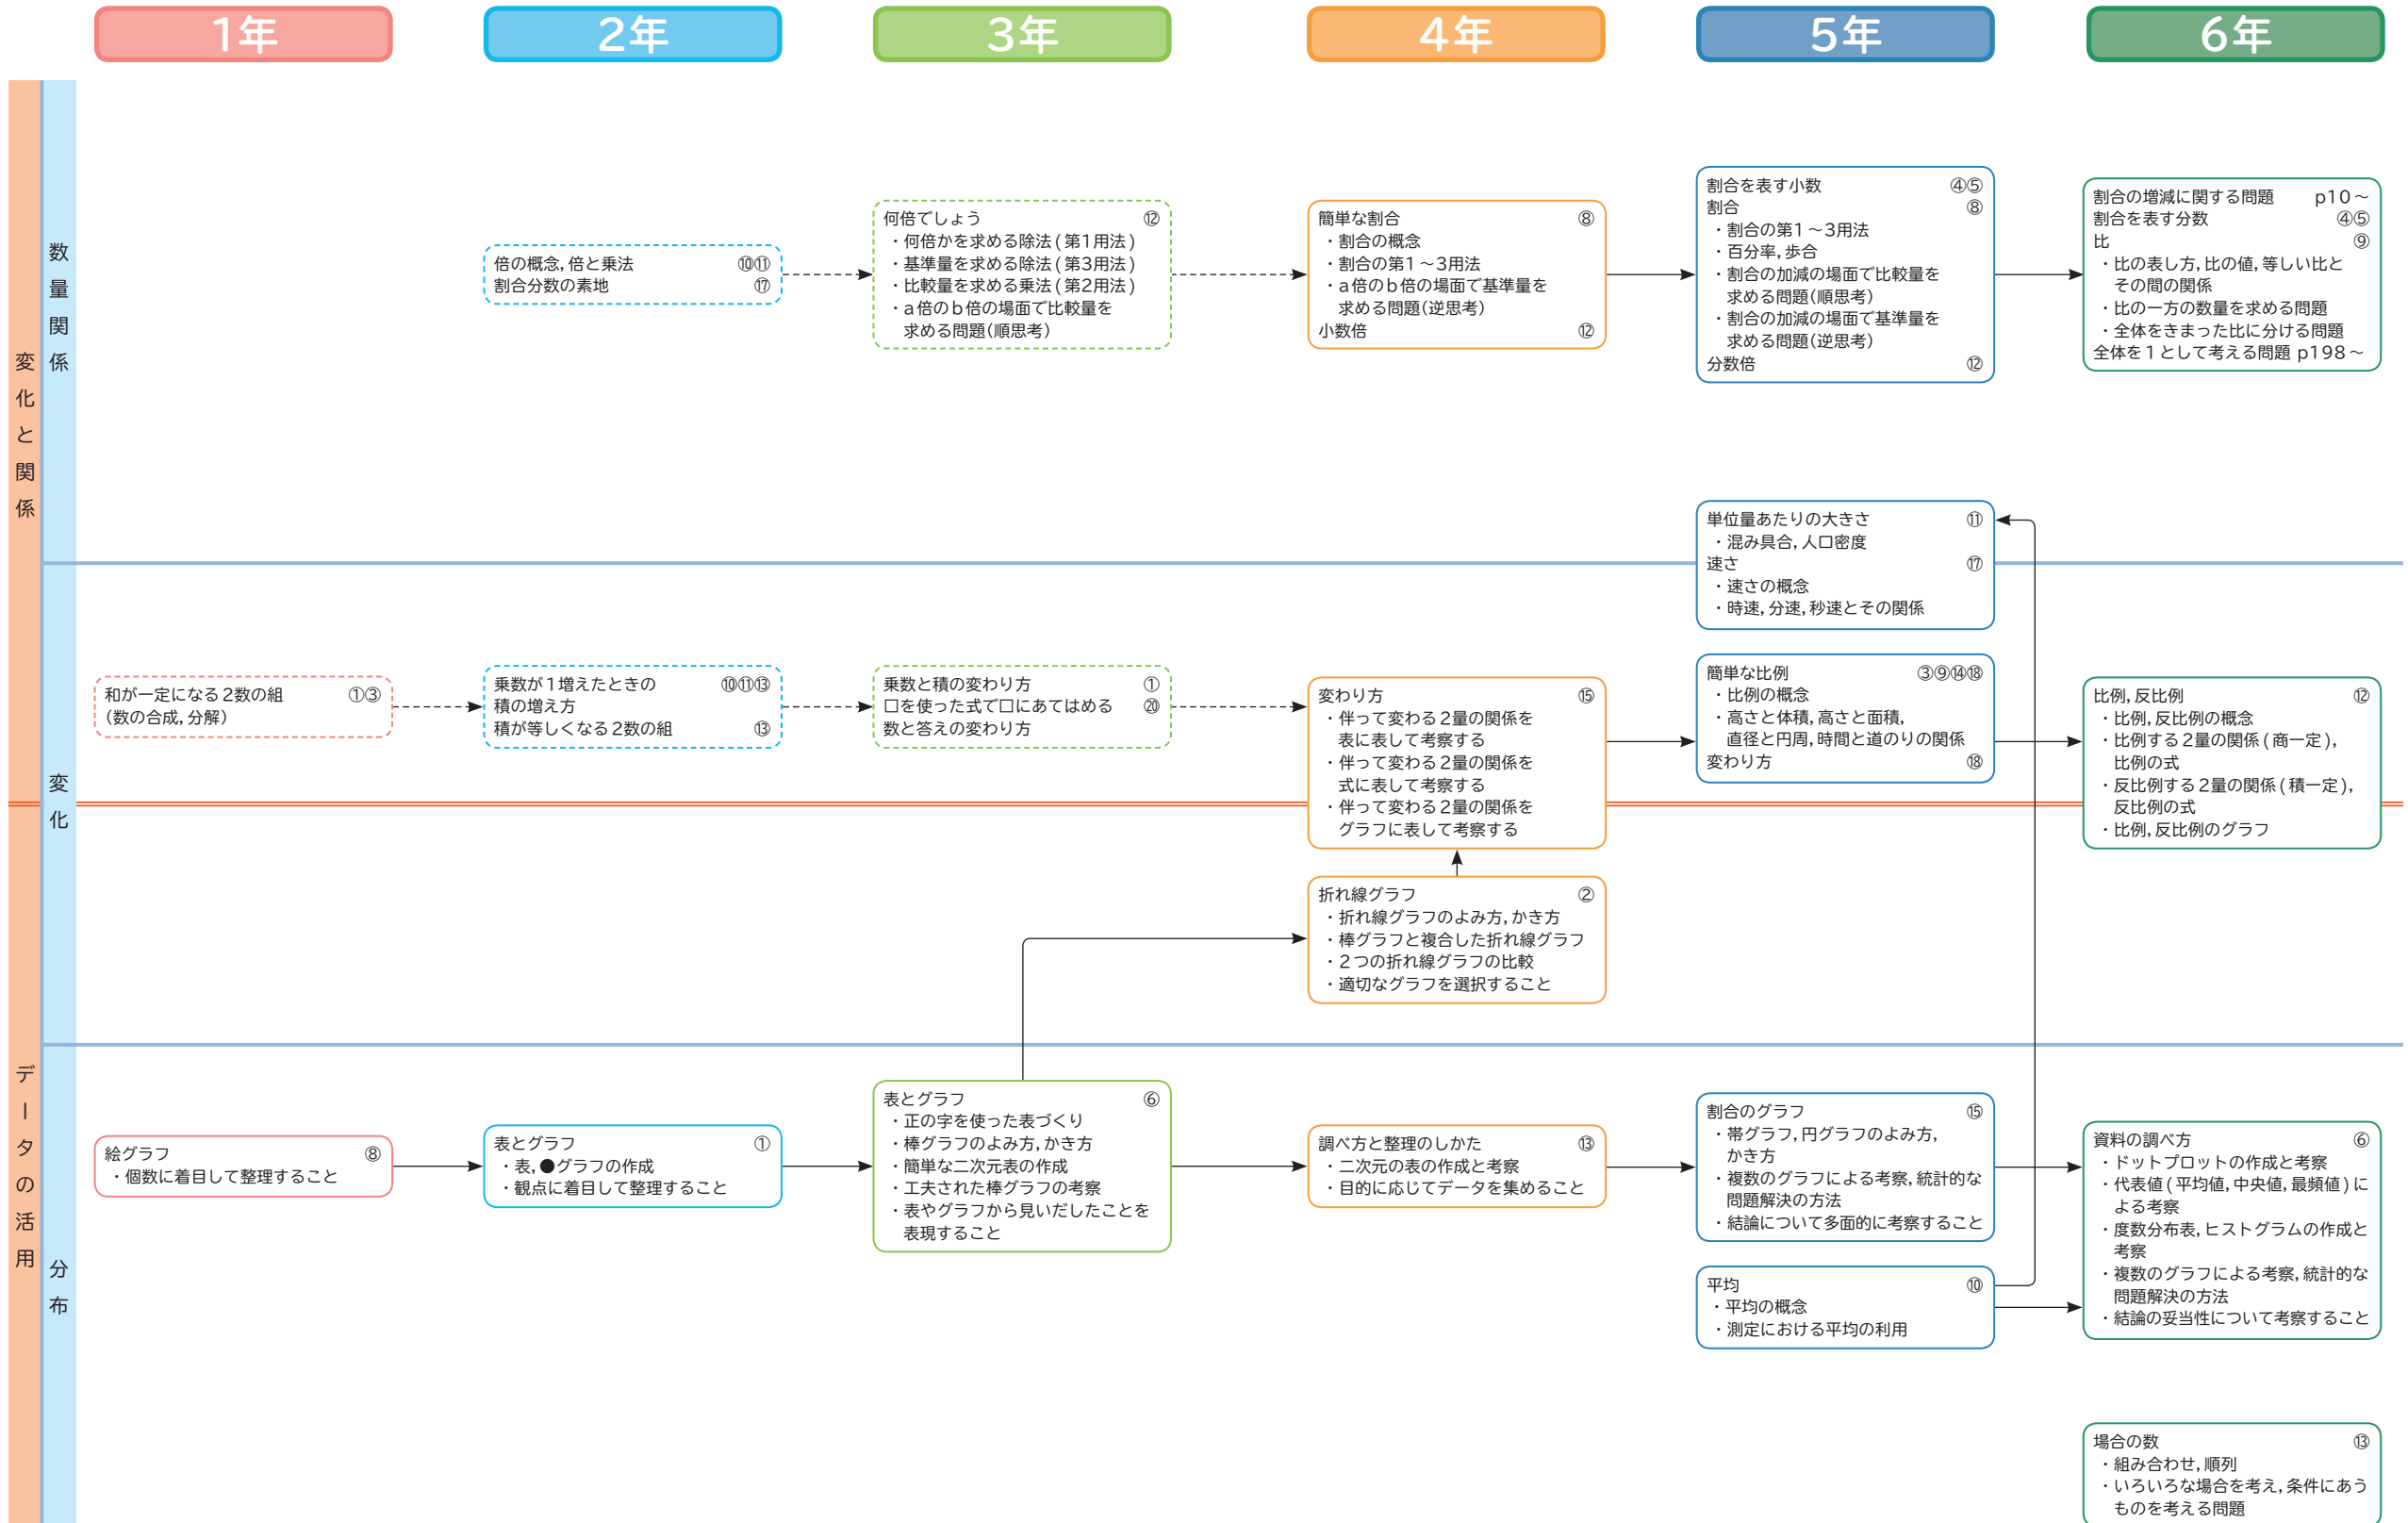 1年
2年
3年
4年
5年
6年
変化と関係
データの活用
数量関係
変化
分布
倍の概念，倍と乗法 ⑩⑪
割合分数の素地 ⑰
何倍でしょう ⑫
・何倍かを求める除法（第1用法）
・基準量を求める除法（第3用法）
・比較量を求める乗法（第2用法）
・a倍のb倍の場面で比較量を
求める問題（順思考）
簡単な割合 ⑧
・割合の概念
・割合の第1～3用法
・a倍のb倍の場面で基準量を
求める問題（逆思考）
小数倍 ⑫
割合を表す小数 ④⑤
割合 ⑧
・割合の第1～3用法
・百分率，歩合
・割合の加減の場面で比較量を
求める問題（順思考）
・割合の加減の場面で基準量を
求める問題（逆思考）
分数倍 ⑫
割合の増減に関する問題 p10～
割合を表す分数 ④⑤
比 ⑨
・比の表し方，比の値，等しい比と
その間の関係
・比の一方の数量を求める問題
・全体をきまった比に分ける問題
全体を1として考える問題 p198～
単位量あたりの大きさ ⑪
・混み具合，人口密度
速さ ⑰
・速さの概念
・時速，分速，秒速とその関係
和が一定になる2数の組 ①③
（数の合成，分解）
乗数が1増えたときの ⑩⑪⑬
積の増え方
積が等しくなる2数の組 ⑬
乗数と積の変わり方 ①
□を使った式で□にあてはめる ⑳
数と答えの変わり方
変わり方 ⑮
・伴って変わる2量の関係を
表に表して考察する
・伴って変わる2量の関係を
式に表して考察する
・伴って変わる2量の関係を
グラフに表して考察する
簡単な比例 ③⑨⑭⑱
・比例の概念
・高さと体積，高さと面積，
直径と円周，時間と道のりの関係
変わり方 ⑱
比例，反比例 ⑫
・比例，反比例の概念
・比例する2量の関係（商一定），
比例の式
・反比例する2量の関係（積一定），
反比例の式
・比例，反比例のグラフ
折れ線グラフ ②
・折れ線グラフのよみ方，かき方
・棒グラフと複合した折れ線グラフ
・2つの折れ線グラフの比較
・適切なグラフを選択すること
絵グラフ ⑧
・個数に着目して整理すること
表とグラフ ①
・表，●グラフの作成
・観点に着目して整理すること
表とグラフ ⑥
・正の字を使った表づくり
・棒グラフのよみ方，かき方
・簡単な二次元表の作成
・工夫された棒グラフの考察
・表やグラフから見いだしたことを
表現すること
調べ方と整理のしかた ⑬
・二次元の表の作成と考察
・目的に応じてデータを集めること
割合のグラフ ⑮
・帯グラフ，円グラフのよみ方，
かき方
・複数のグラフによる考察，統計的な
問題解決の方法
・結論について多面的に考察すること
平均 ⑩
・平均の概念
・測定における平均の利用
資料の調べ方 ⑥
・ドットプロットの作成と考察
・代表値（平均値，中央値，最頻値）に
よる考察
・度数分布表，ヒストグラムの作成と
考察
・複数のグラフによる考察，統計的な
問題解決の方法
・結論の妥当性について考察すること
場合の数 ⑬
・組み合わせ，順列
・いろいろな場合を考え，条件にあう
ものを考える問題